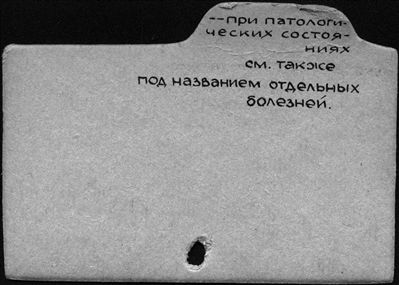 --при патологи-
ческих состоя-
ниях
см. также
под названием отдельных
болезней.